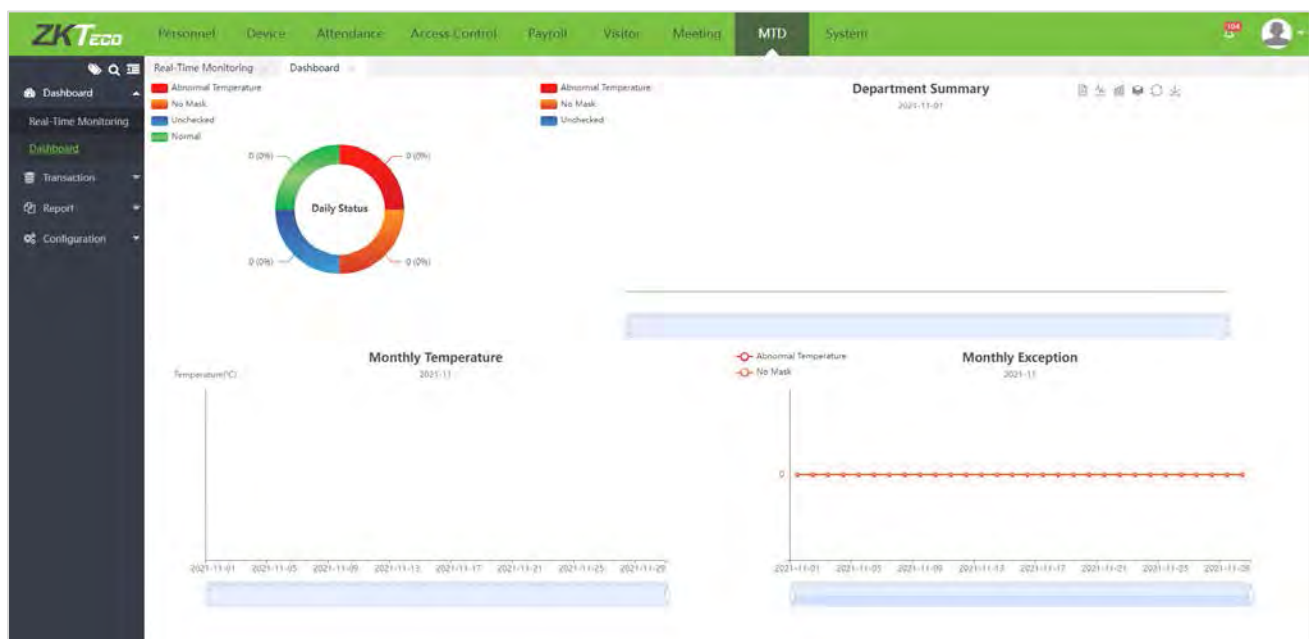 ZKTeco
Personnel Device Attendance Access Control Payroll Visitor Meeting MTD System
104
Real-Time Monitoring Dashboard
Dashboard
Real-Time Monitoring
Dashboard
Transaction
Report
Configuration
Abnormal Temperature
No Mask
Unchecked
Normal
0 (0%) 0 (0%)
Daily Status
0 (0%) 0 (0%)
Abnormal Temperature
No Mask
Unchecked
Department Summary
2021-11-01
Monthly Temperature
2021-11
Temperature(°C)
2021-11-01 2021-11-05 2021-11-09 2021-11-13 2021-11-17 2021-11-21 2021-11-25 2021-11-29
Abnormal Temperature
No Mask
Monthly Exception
2021-11
0
2021-11-01 2021-11-05 2021-11-09 2021-11-13 2021-11-17 2021-11-21 2021-11-25